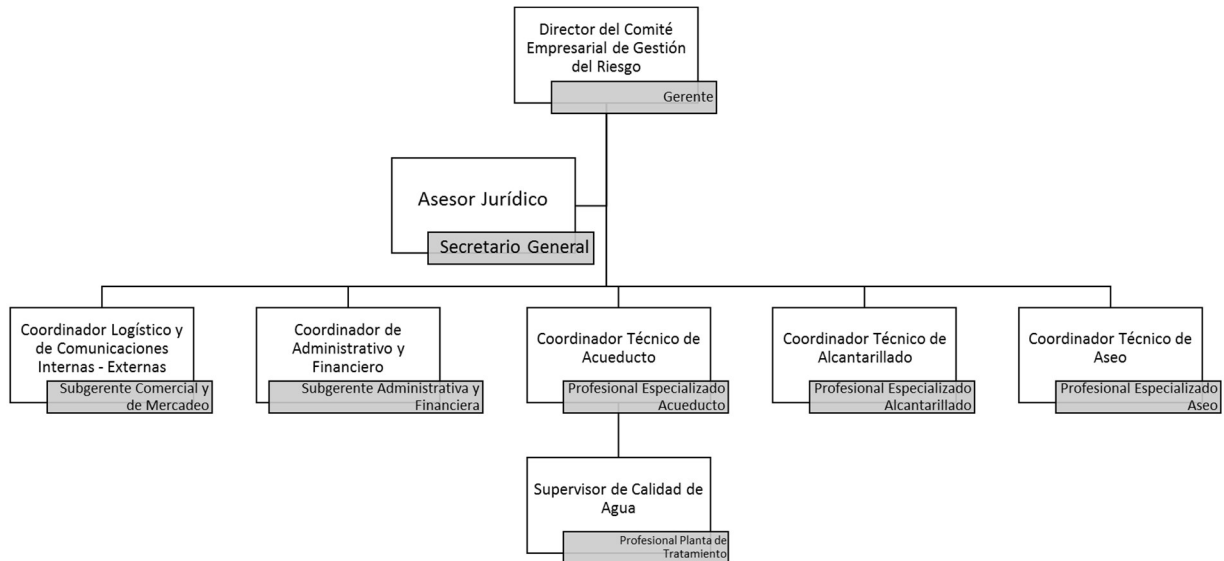 Director del Comité
Empresarial de Gestión
del Riesgo
Gerente
Asesor Jurídico
Secretario General
Coordinador Logístico y
de Comunicaciones
Internas - Externas
Subgerente Comercial y
de Mercadeo
Coordinador de
Administrativo y
Financiero
Subgerente Administrativa y
Financiera
Coordinador Técnico de
Acueducto
Profesional Especializado
Acueducto
Coordinador Técnico de
Alcantarillado
Profesional Especializado
Alcantarillado
Coordinador Técnico de
Aseo
Profesional Especializado
Aseo
Supervisor de Calidad de
Agua
Profesional Planta de
Tratamiento